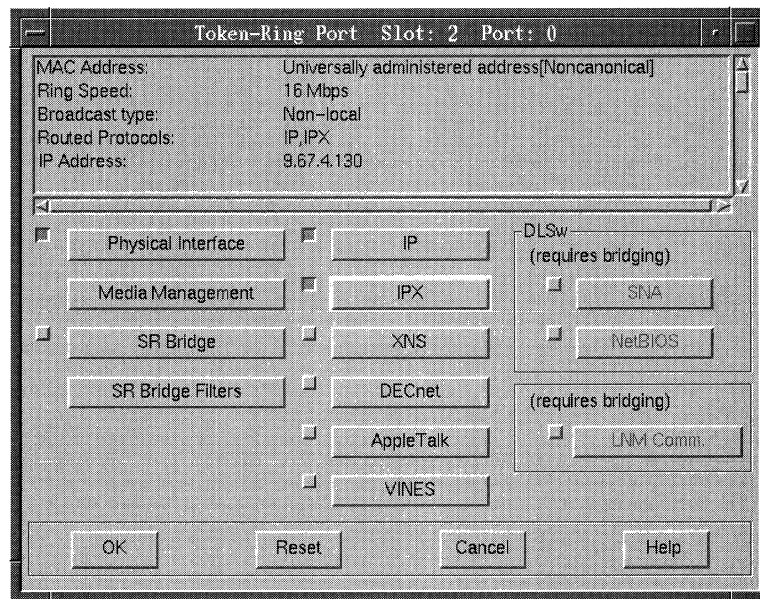 Token-Ring Port Slot: 2 Port: 0
MAC Address: Universally administered address[Noncanonical]
Ring Speed: 16 Mbps
Broadcast type: Non-local
Routed Protocols: IP,IPX
IP Address: 9.67.4.130
Physical Interface
Media Management
SR Bridge
SR Bridge Filters
IP
IPX
XNS
DECnet
AppleTalk
VINES
DLSw
(requires bridging)
SNA
NetBIOS
(requires bridging)
LNM Comm.
OK Reset Cancel Help